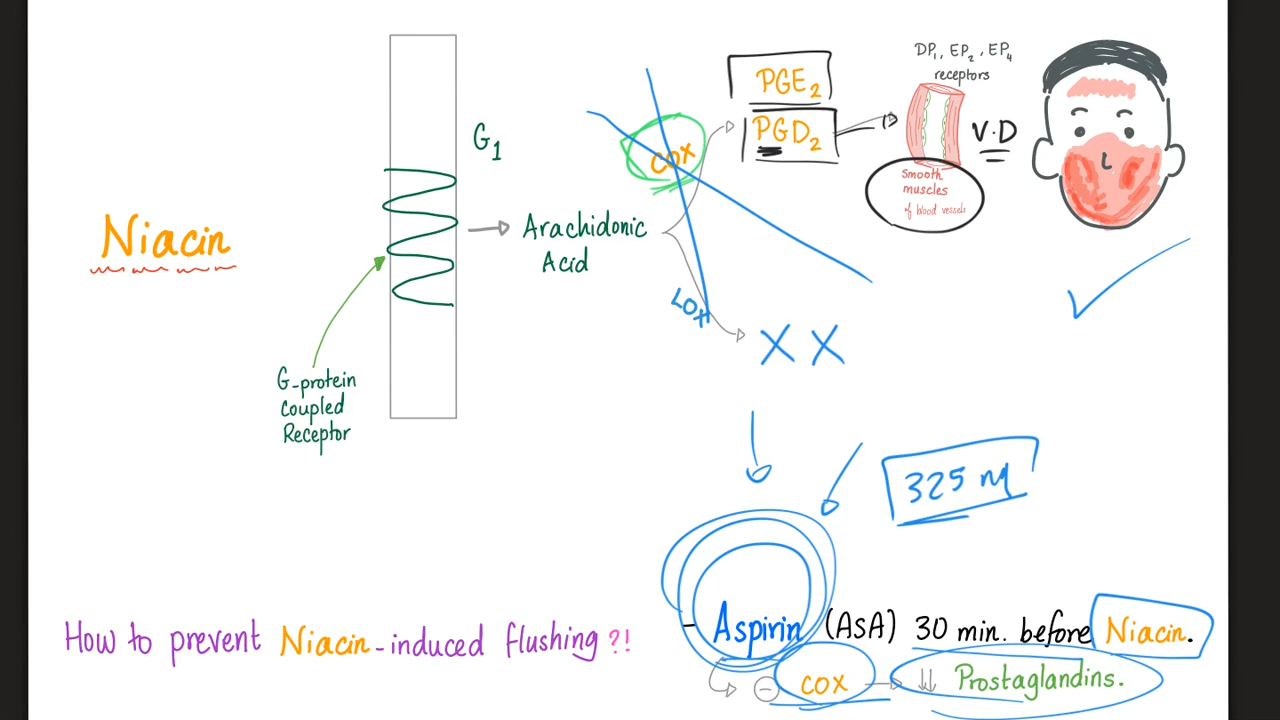 Niacin
G-protein
Coupled
Receptor
G1
Arachidonic
Acid
COX
LOX
PGE2
PGD2
DP1, EP2, EP4
receptors
Smooth
muscles
of blood vessels
V.D
X X
325 mg
How to prevent Niacin-induced flushing ?!
- Aspirin (ASA) 30 min. before Niacin.
⊖ COX → ↓↓ Prostaglandins.